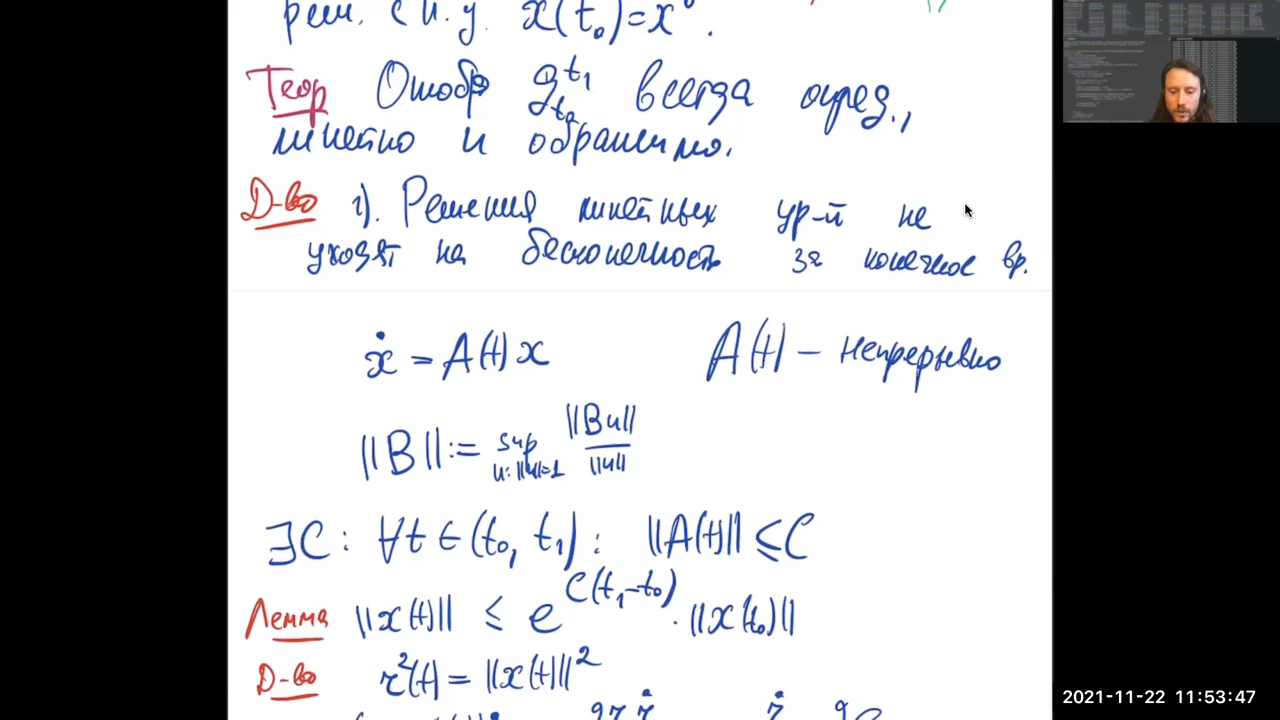 реш. с н.у. x(t₀)=x⁰.
Теор Отобр g_{t₀}^{t₁} всегда опред.,
линейно и обратимо.
Д-во 1). Решения линейных ур-й не
уходят на бесконечность за конечное вр.
ẋ = A(t)x A(t) – непрерывно
||B|| := sup_{u:||u||=1} ||Bu||/||u||
∃C: ∀t ∈ (t₀, t₁): ||A(t)|| ≤ C
Лемма ||x(t)|| ≤ e^{C(t₁-t₀)} · ||x(t₀)||
Д-во r²(t) = ||x(t)||²
2021-11-22 11:53:47